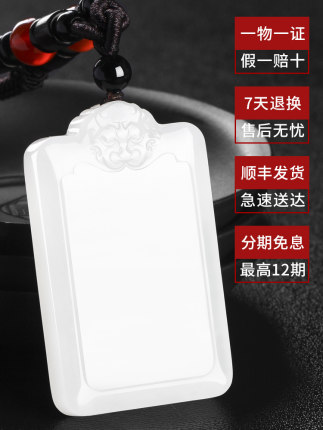 一物一证
假一赔十
7天退换
售后无忧
顺丰发货
急速送达
分期免息
最高12期